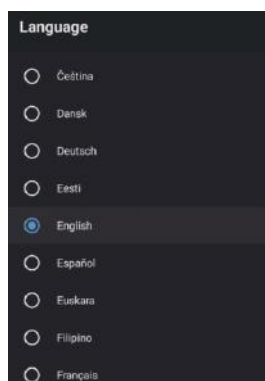 Language
Čeština
Dansk
Deutsch
Eesti
English
Español
Euskara
Filipino
Français